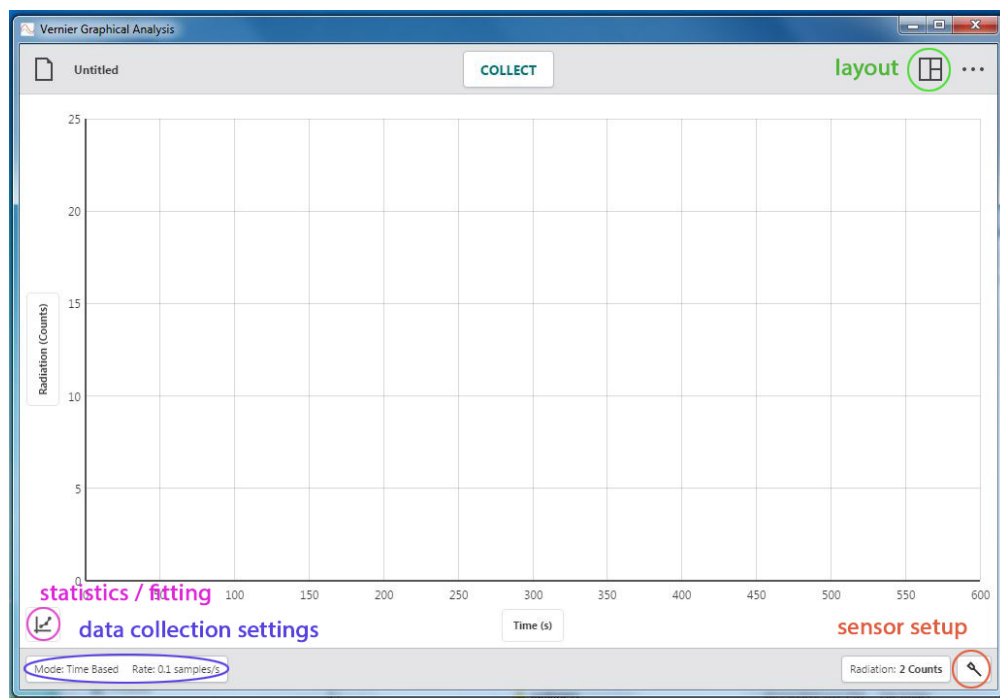 Vernier Graphical Analysis
Untitled
COLLECT
layout
25
20
15
10
5
0
Radiation (Counts)
statistics / fitting
0 50 100 150 200 250 300 350 400 450 500 550 600
data collection settings
Time (s)
sensor setup
Mode: Time Based Rate: 0.1 samples/s
Radiation: 2 Counts